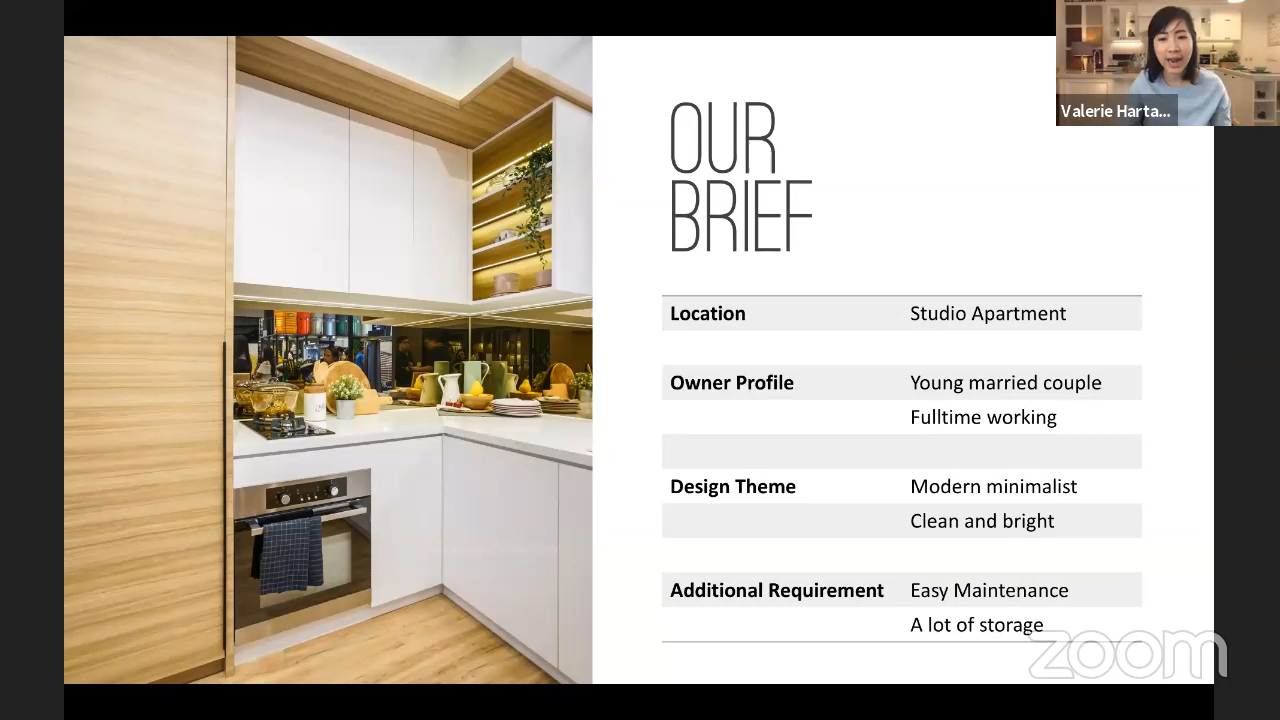 Valerie Harta...
OUR
BRIEF
Location Studio Apartment
Owner Profile Young married couple
Fulltime working
Design Theme Modern minimalist
Clean and bright
Additional Requirement Easy Maintenance
A lot of storage
zoom